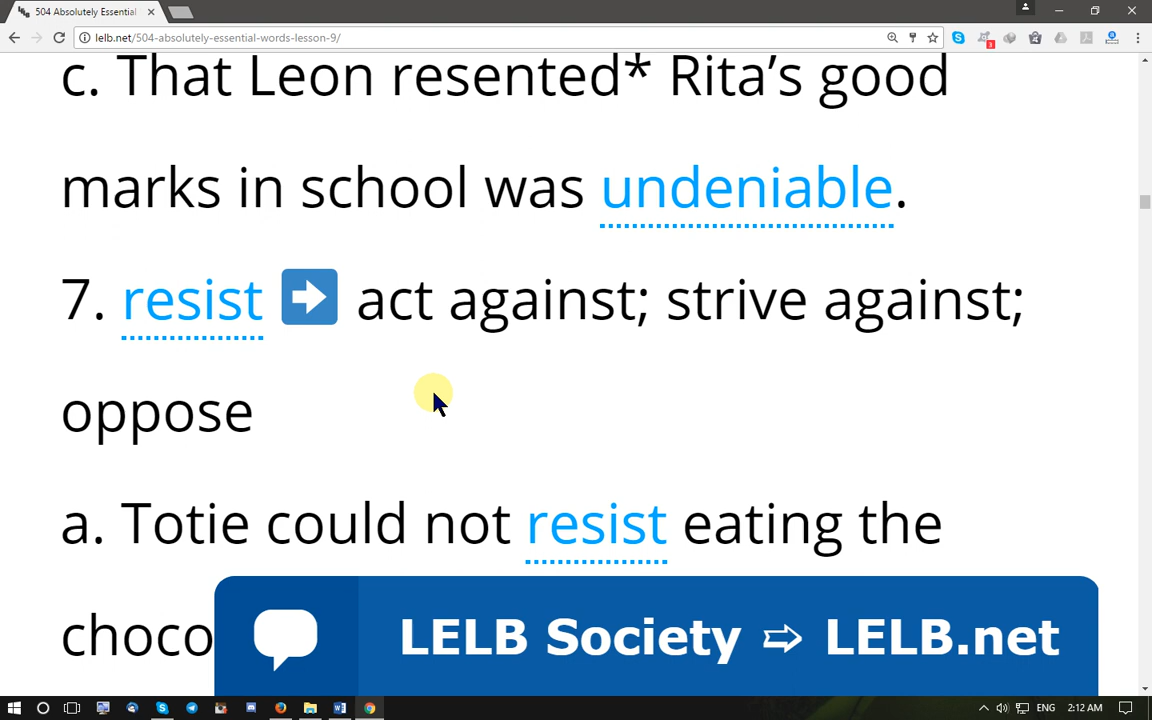 504 Absolutely Essential
lelb.net/504-absolutely-essential-words-lesson-9/
c. That Leon resented* Rita’s good
marks in school was undeniable.
7. resist ➡ act against; strive against;
oppose
a. Totie could not resist eating the
choco
LELB Society ⇨ LELB.net
ENG 2:12 AM